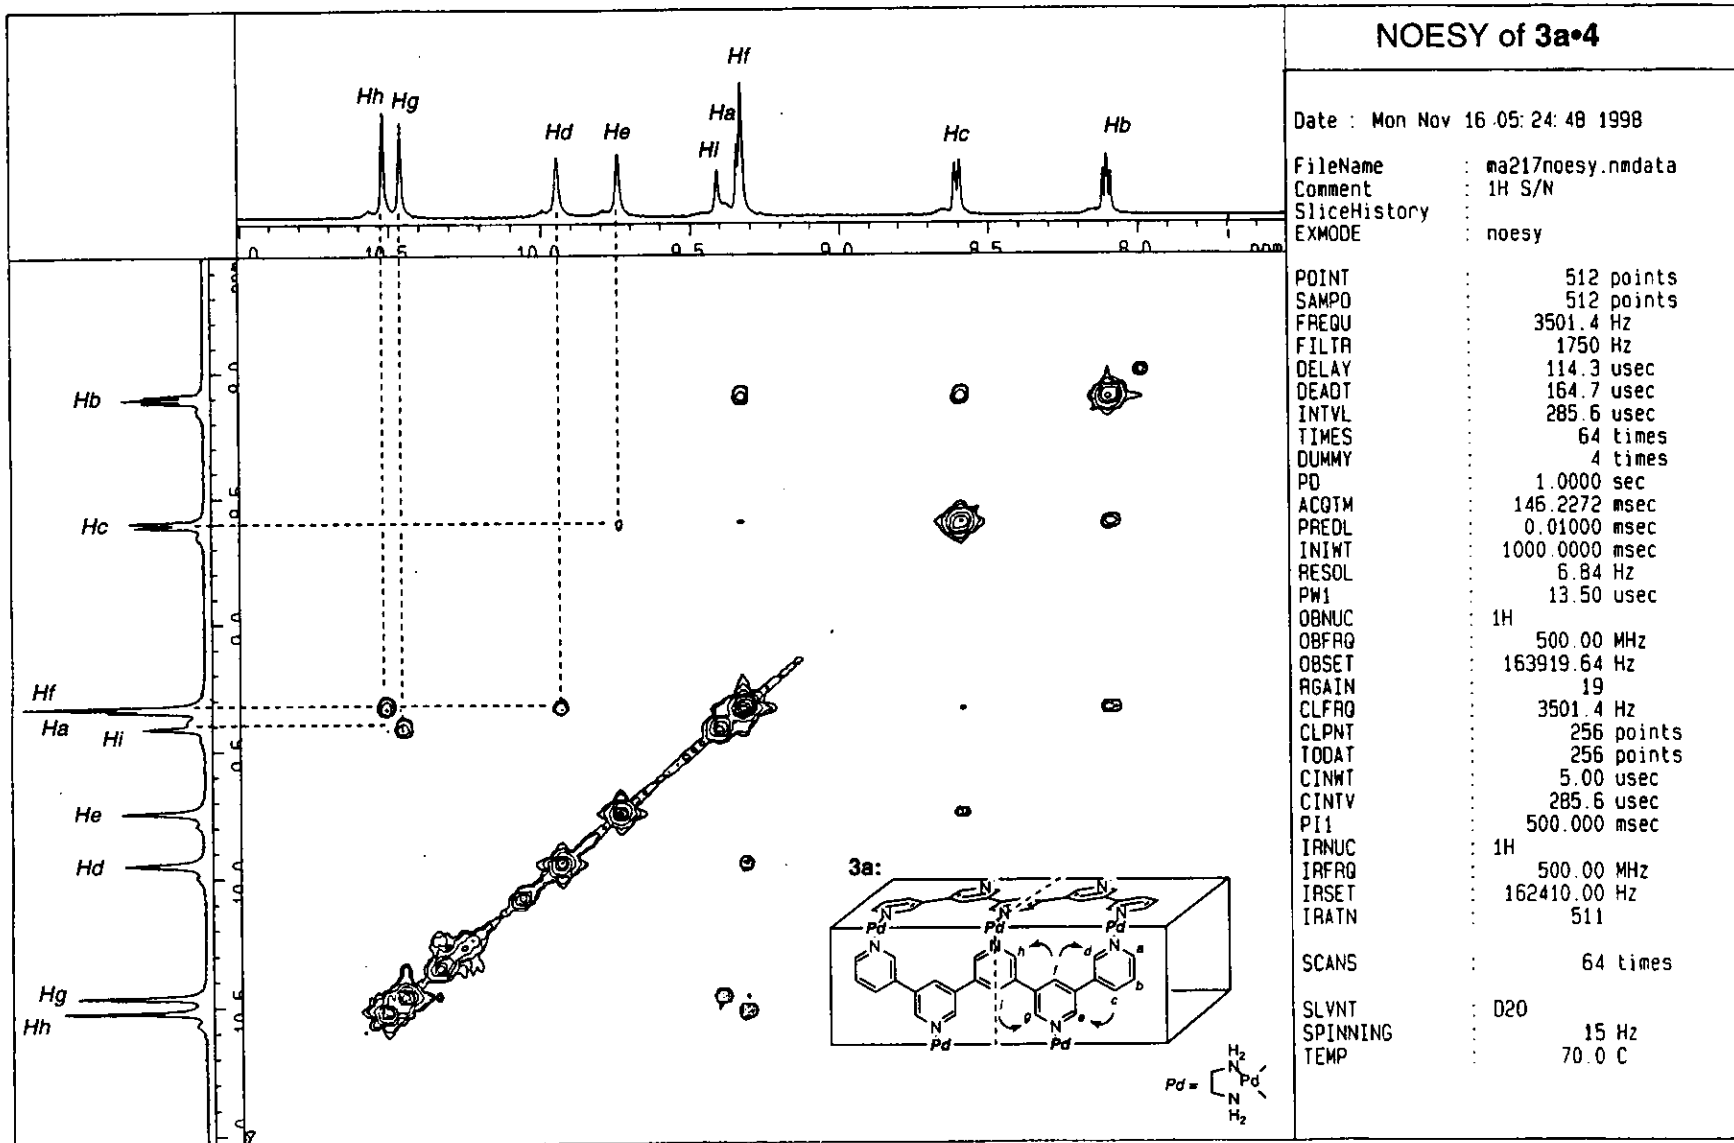 NOESY of 3a•4
Date : Mon Nov 16 05:24:48 1998
FileName : ma217noesy.nmdata
Comment : 1H S/N
SliceHistory :
EXMODE : noesy
POINT : 512 points
SAMPO : 512 points
FREQU : 3501.4 Hz
FILTR : 1750 Hz
DELAY : 114.3 usec
DEADT : 164.7 usec
INTVL : 285.6 usec
TIMES : 64 times
DUMMY : 4 times
PD : 1.0000 sec
ACQTM : 146.2272 msec
PREDL : 0.01000 msec
INIWT : 1000.0000 msec
RESOL : 6.84 Hz
PW1 : 13.50 usec
OBNUC : 1H
OBFRQ : 500.00 MHz
OBSET : 163919.64 Hz
RGAIN : 19
CLFRQ : 3501.4 Hz
CLPNT : 256 points
TODAT : 256 points
CINWT : 5.00 usec
CINTV : 285.6 usec
PI1 : 500.000 msec
IRNUC : 1H
IRFRQ : 500.00 MHz
IRSET : 162410.00 Hz
IRATN : 511
SCANS : 64 times
SLVNT : D2O
SPINNING : 15 Hz
TEMP : 70.0 C
Hh Hg Hd He Hi Ha Hf Hc Hb
10.5 10.0 9.5 9.0 8.5 8.0 ppm
Hb
Hc
Hf
Ha
Hi
He
Hd
Hg
Hh
3a:
N N
N N N
Pd Pd Pd
N N h d N a
f b
i c
g e
N N
Pd Pd
Pd =
H2
N
Pd
N
H2